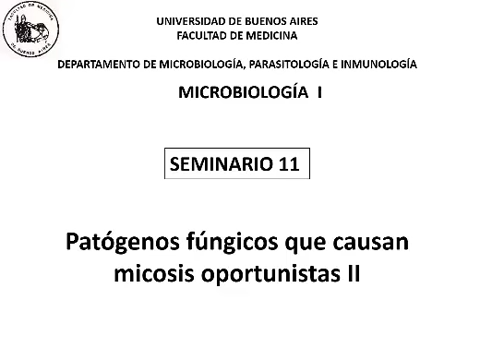 UNIVERSIDAD DE BUENOS AIRES
FACULTAD DE MEDICINA
DEPARTAMENTO DE MICROBIOLOGÍA, PARASITOLOGÍA E INMUNOLOGÍA
MICROBIOLOGÍA I
SEMINARIO 11
Patógenos fúngicos que causan
micosis oportunistas II